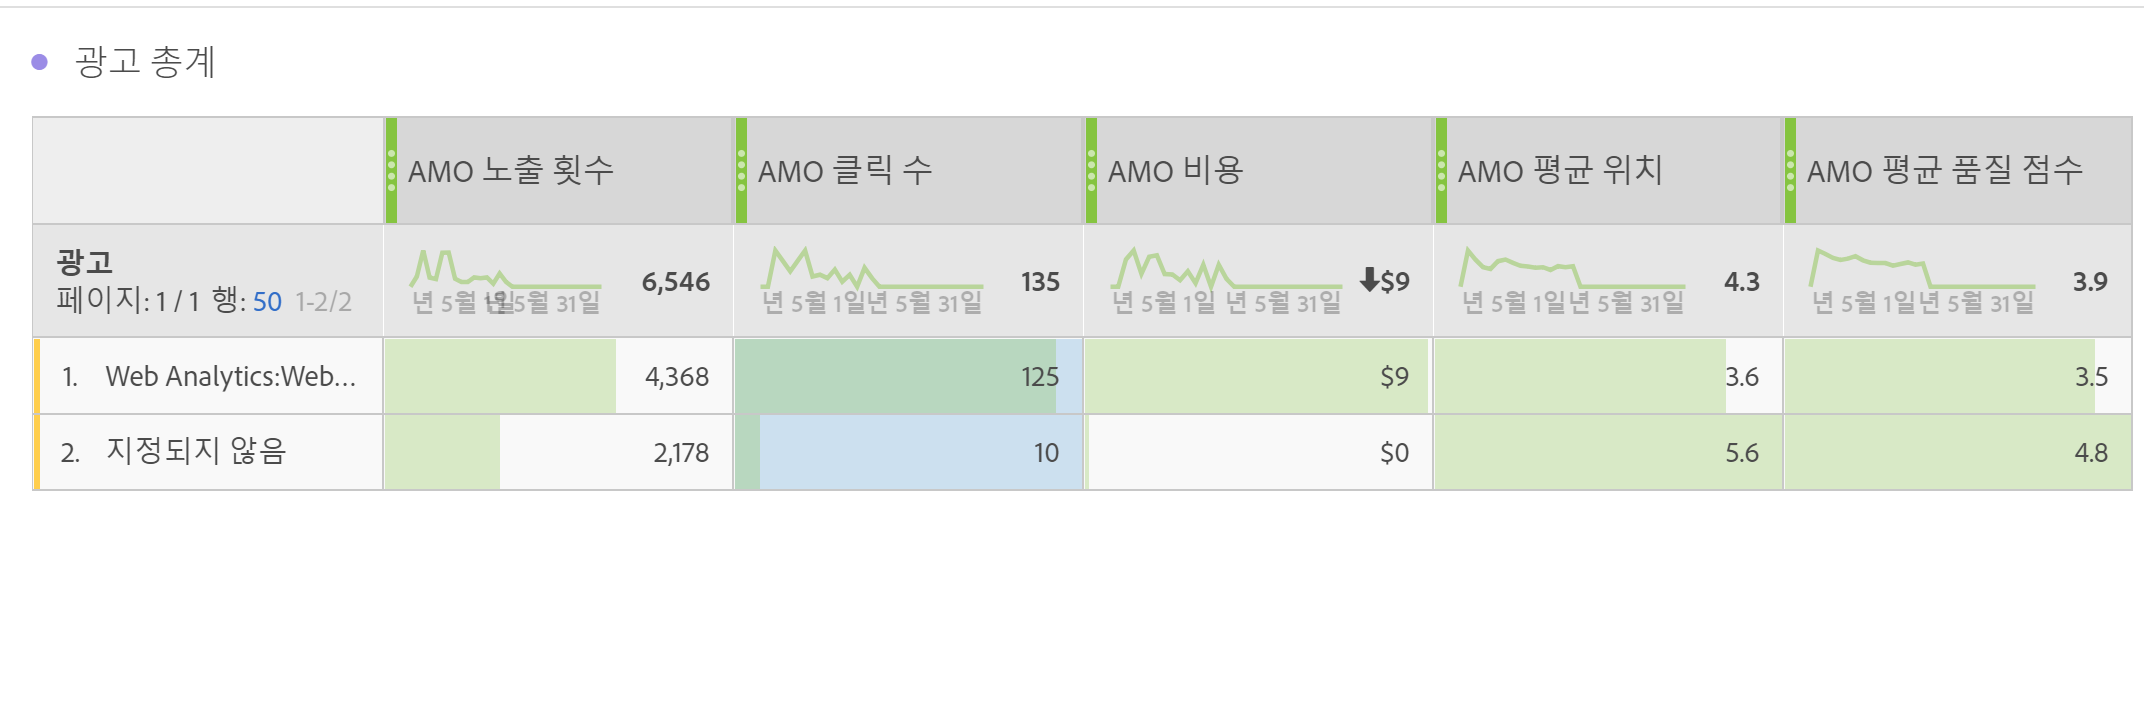 광고 총계
AMO 노출 횟수 AMO 클릭 수 AMO 비용 AMO 평균 위치 AMO 평균 품질 점수
광고
페이지: 1 / 1 행: 50 1-2/2
6,546 135 $9 4.3 3.9
년 5월 1일 년 5월 31일 년 5월 1일 년 5월 31일 년 5월 1일 년 5월 31일 년 5월 1일 년 5월 31일 년 5월 1일 년 5월 31일
1. Web Analytics:Web... 4,368 125 $9 3.6 3.5
2. 지정되지 않음 2,178 10 $0 5.6 4.8